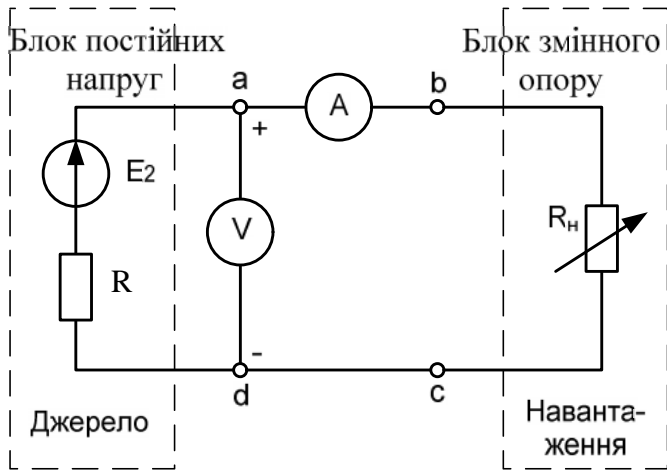 Блок постійних
напруг
Блок змінного
опору
a
A
b
+
E2
V
Rн
R
-
d
c
Джерело
Наванта-
ження